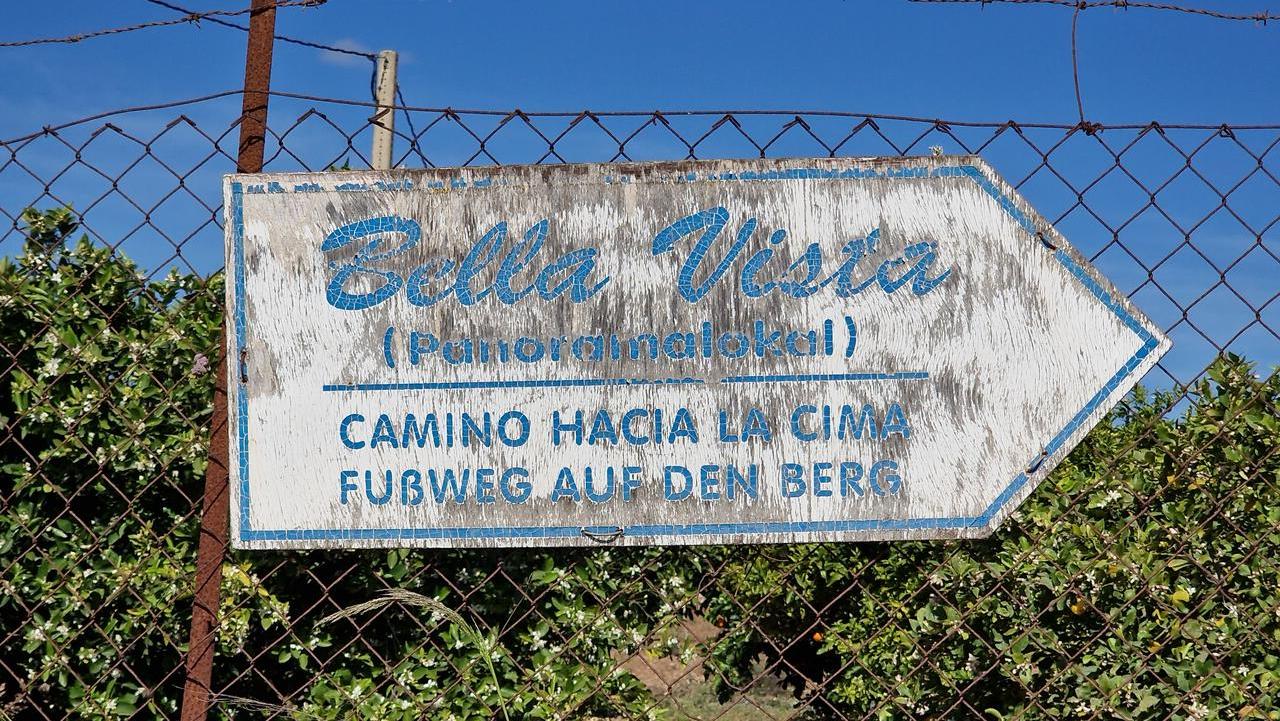 Bella Vista
(Panoramalokal)
CAMINO HACIA LA CIMA
FUßWEG AUF DEN BERG